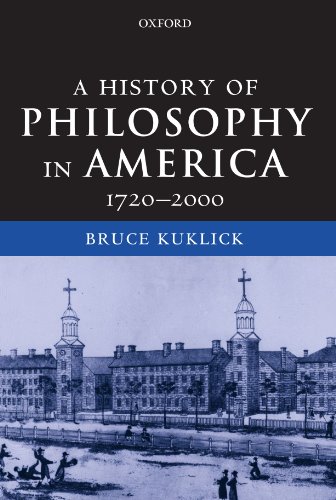 OXFORD
A HISTORY OF
PHILOSOPHY
IN AMERICA
1720–2000
BRUCE KUKLICK